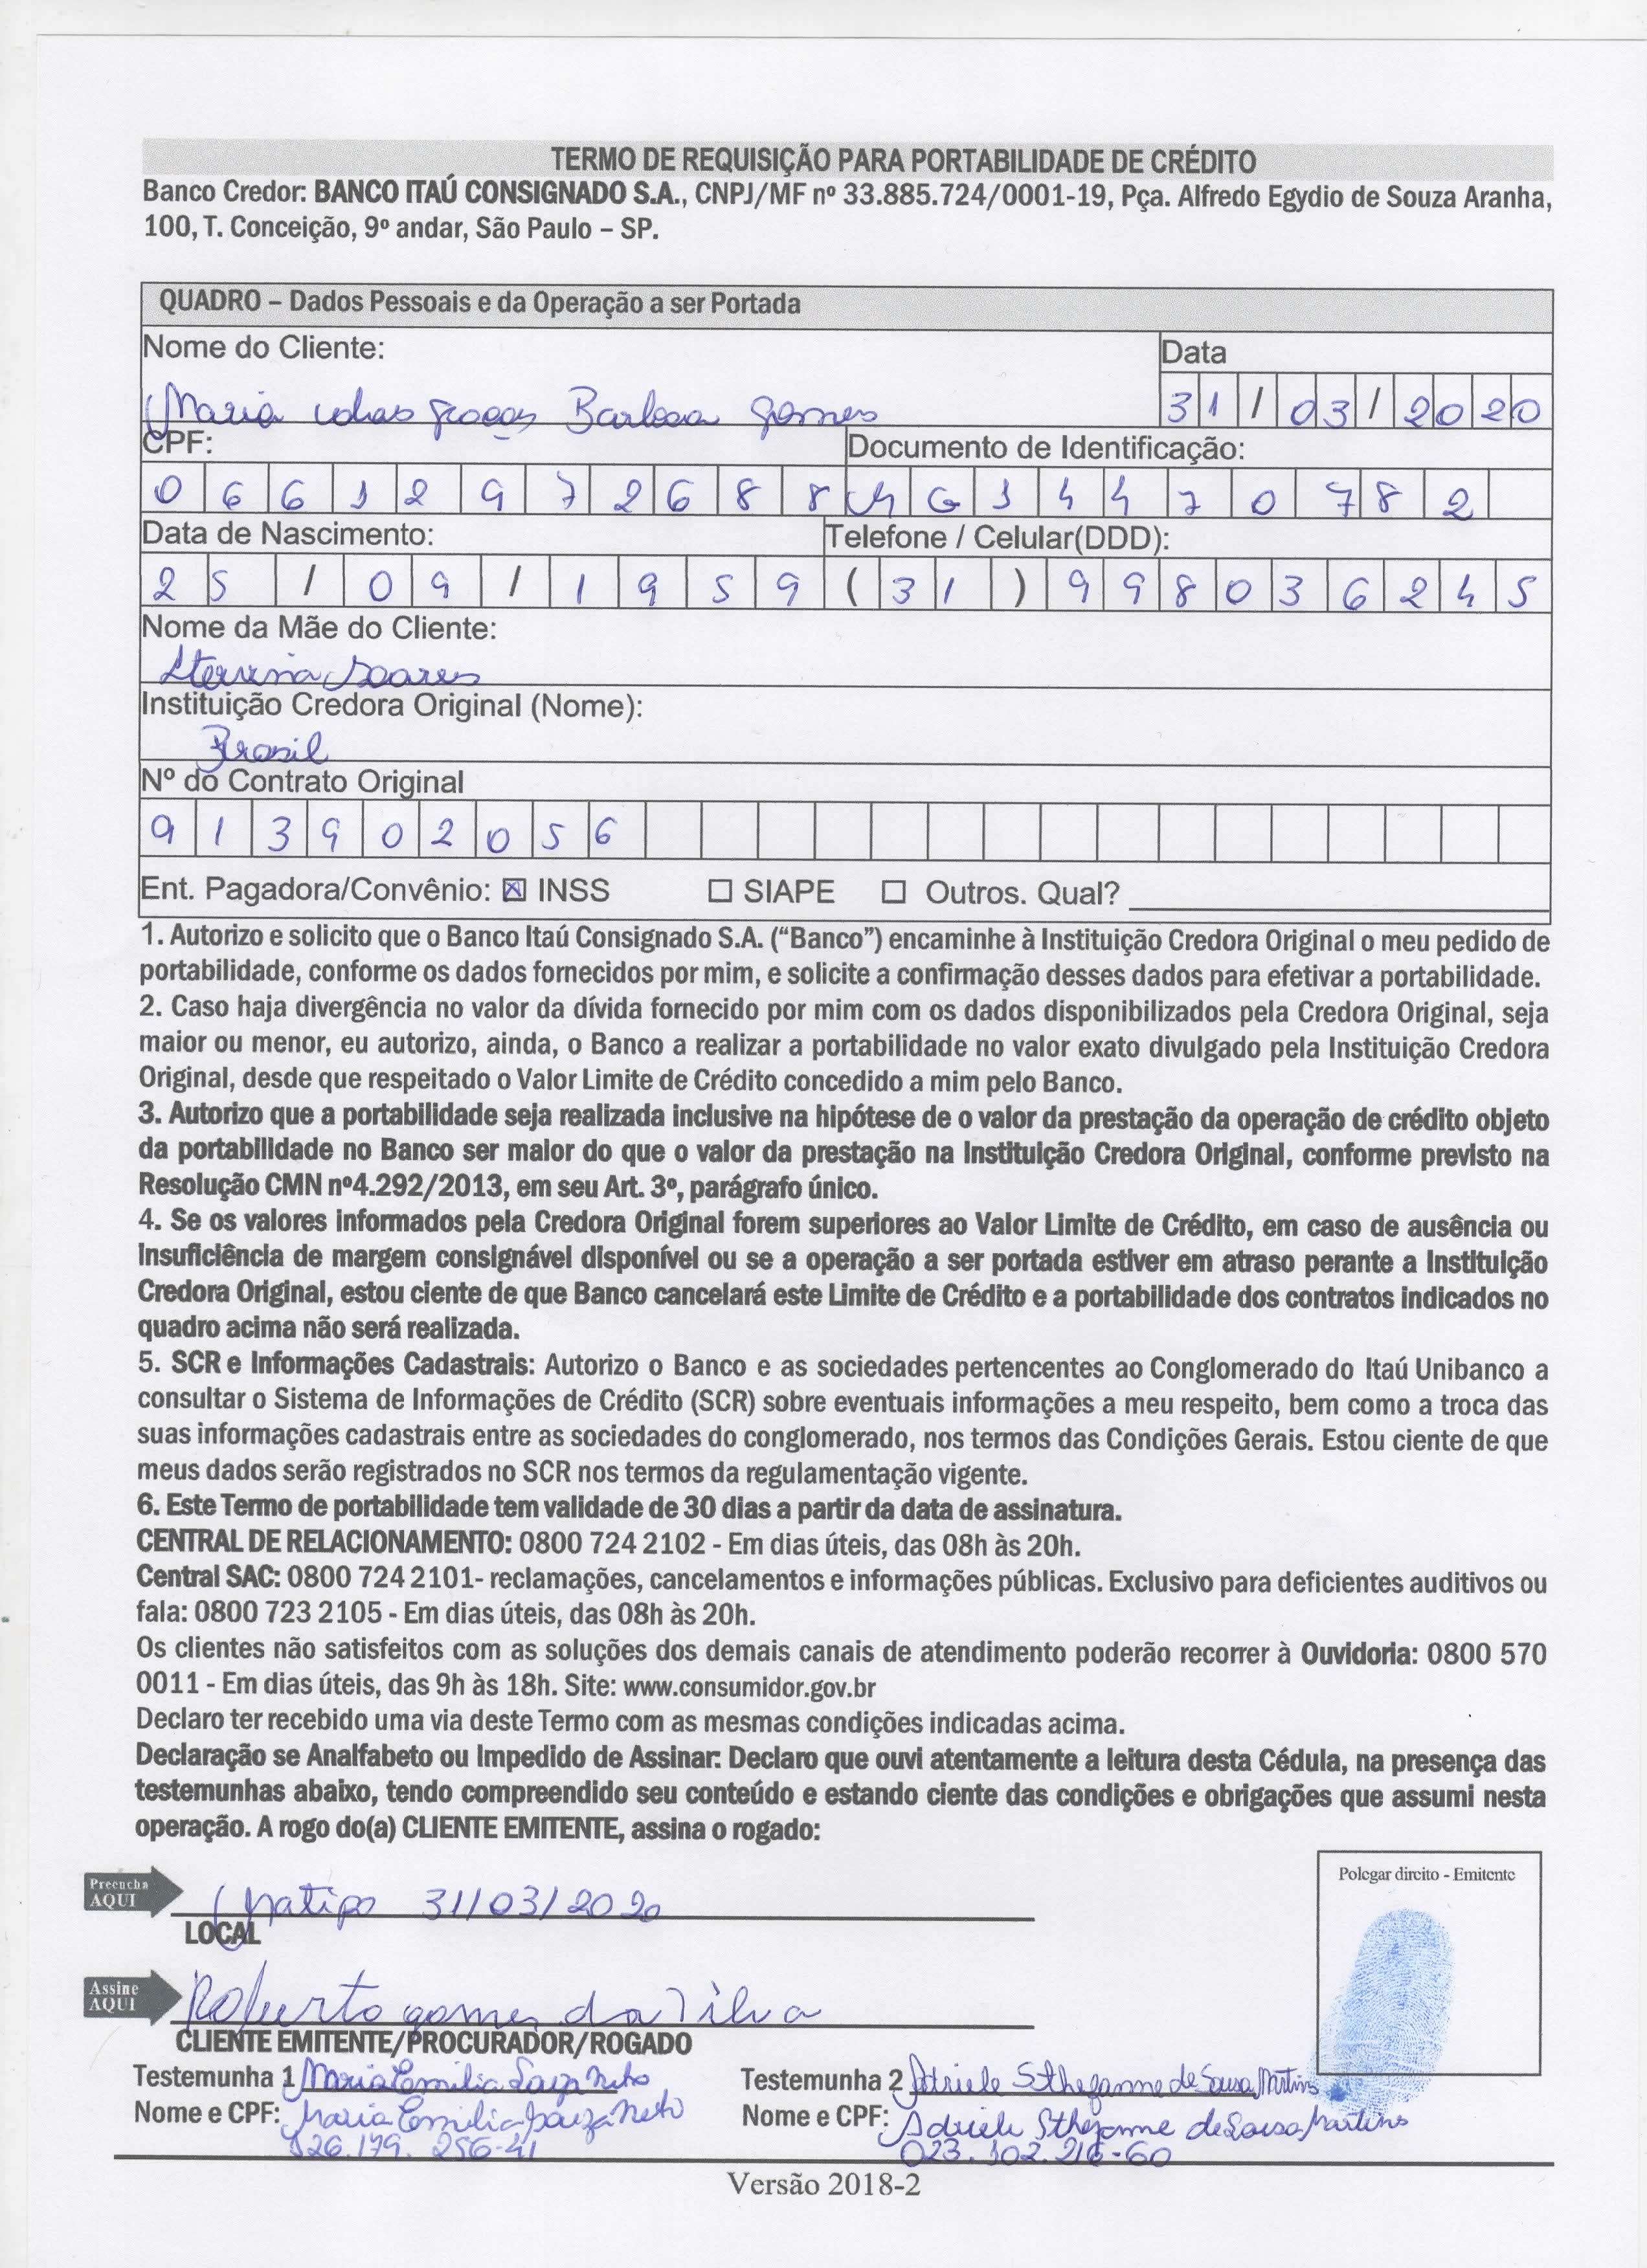 TERMO DE REQUISIÇÃO PARA PORTABILIDADE DE CRÉDITO
Banco Credor: BANCO ITAÚ CONSIGNADO S.A., CNPJ/MF nº 33.885.724/0001-19, Pça. Alfredo Egydio de Souza Aranha,
100, T. Conceição, 9º andar, São Paulo – SP.
QUADRO – Dados Pessoais e da Operação a ser Portada
Nome do Cliente: Data
Maria das graças Barbosa gomes 31/03/2020
CPF: Documento de Identificação:
06612972688 MG14470782
Data de Nascimento: Telefone / Celular(DDD):
25/09/1959 (31)998036245
Nome da Mãe do Cliente:
Soares
Instituição Credora Original (Nome):
Brasil
Nº do Contrato Original
913902056
Ent. Pagadora/Convênio: ☒ INSS ☐ SIAPE ☐ Outros. Qual?
1. Autorizo e solicito que o Banco Itaú Consignado S.A. (“Banco”) encaminhe à Instituição Credora Original o meu pedido de
portabilidade, conforme os dados fornecidos por mim, e solicite a confirmação desses dados para efetivar a portabilidade.
2. Caso haja divergência no valor da dívida fornecido por mim com os dados disponibilizados pela Credora Original, seja
maior ou menor, eu autorizo, ainda, o Banco a realizar a portabilidade no valor exato divulgado pela Instituição Credora
Original, desde que respeitado o Valor Limite de Crédito concedido a mim pelo Banco.
3. Autorizo que a portabilidade seja realizada inclusive na hipótese de o valor da prestação da operação de crédito objeto
da portabilidade no Banco ser maior do que o valor da prestação na Instituição Credora Original, conforme previsto na
Resolução CMN nº4.292/2013, em seu Art. 3º, parágrafo único.
4. Se os valores informados pela Credora Original forem superiores ao Valor Limite de Crédito, em caso de ausência ou
insuficiência de margem consignável disponível ou se a operação a ser portada estiver em atraso perante a Instituição
Credora Original, estou ciente de que Banco cancelará este Limite de Crédito e a portabilidade dos contratos indicados no
quadro acima não será realizada.
5. SCR e Informações Cadastrais: Autorizo o Banco e as sociedades pertencentes ao Conglomerado do Itaú Unibanco a
consultar o Sistema de Informações de Crédito (SCR) sobre eventuais informações a meu respeito, bem como a troca das
suas informações cadastrais entre as sociedades do conglomerado, nos termos das Condições Gerais. Estou ciente de que
meus dados serão registrados no SCR nos termos da regulamentação vigente.
6. Este Termo de portabilidade tem validade de 30 dias a partir da data de assinatura.
CENTRAL DE RELACIONAMENTO: 0800 724 2102 - Em dias úteis, das 08h às 20h.
Central SAC: 0800 724 2101- reclamações, cancelamentos e informações públicas. Exclusivo para deficientes auditivos ou
fala: 0800 723 2105 - Em dias úteis, das 08h às 20h.
Os clientes não satisfeitos com as soluções dos demais canais de atendimento poderão recorrer à Ouvidoria: 0800 570
0011 - Em dias úteis, das 9h às 18h. Site: www.consumidor.gov.br
Declaro ter recebido uma via deste Termo com as mesmas condições indicadas acima.
Declaração se Analfabeto ou Impedido de Assinar: Declaro que ouvi atentamente a leitura desta Cédula, na presença das
testemunhas abaixo, tendo compreendido seu conteúdo e estando ciente das condições e obrigações que assumi nesta
operação. A rogo do(a) CLIENTE EMITENTE, assina o rogado:
Polegar direito - Emitente
Preencha
AQUI
Matipo 31/03/2020
LOCAL
Assine
AQUI
Roberto gomes da Silva
CLIENTE EMITENTE/PROCURADOR/ROGADO
Testemunha 1 Maria Emilia Souza Neto Testemunha 2 Adriele Sthefanne de Sousa Martins
Nome e CPF: Maria Emilia Souza Neto Nome e CPF: Adriele Sthefanne de Sousa Martins
126.179.256-41 023.102.216-60
Versão 2018-2